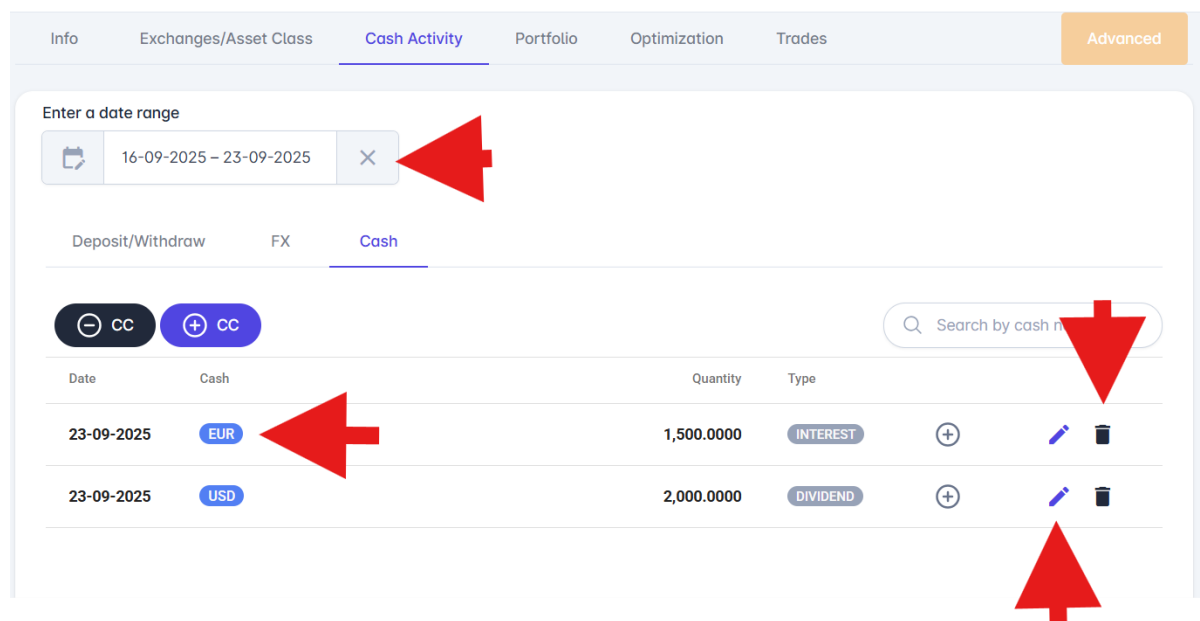 Info Exchanges/Asset Class Cash Activity Portfolio Optimization Trades Advanced
Enter a date range
16-09-2025 – 23-09-2025
Deposit/Withdraw FX Cash
CC CC Search by cash
Date Cash Quantity Type
23-09-2025 EUR 1,500.0000 INTEREST
23-09-2025 USD 2,000.0000 DIVIDEND